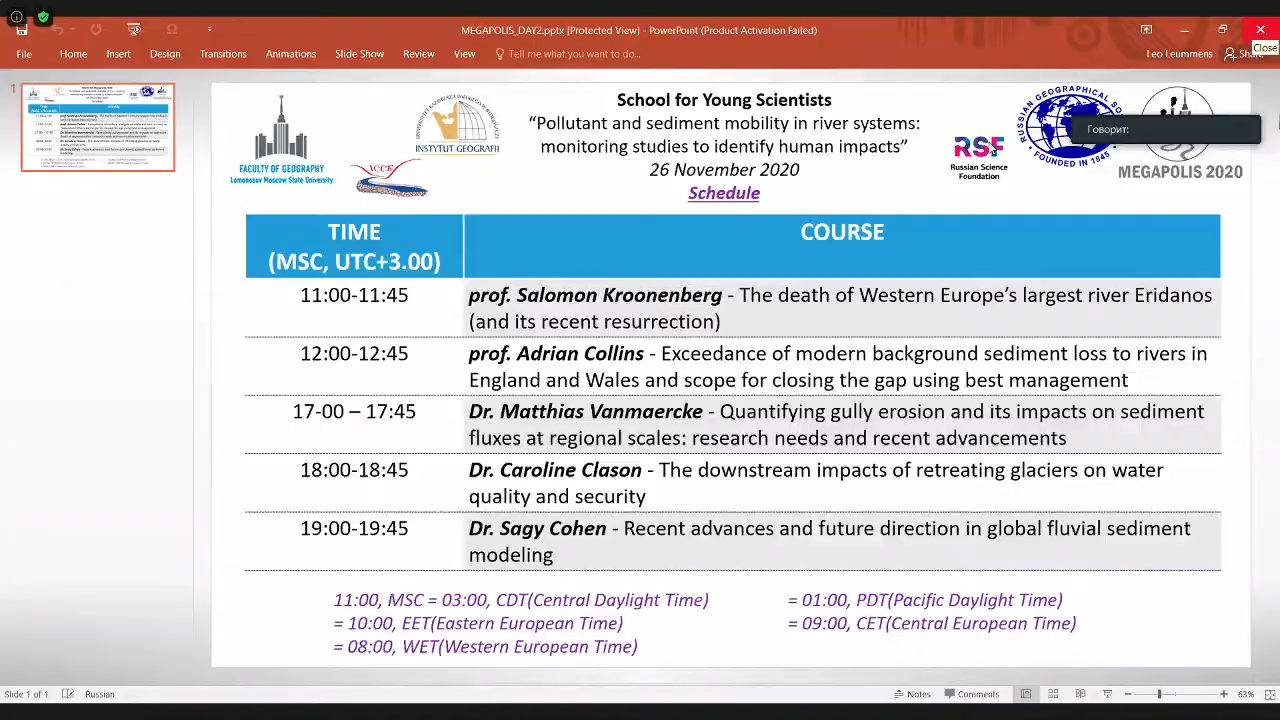 MEGAPOLIS_DAY2.pptx [Protected View] - PowerPoint (Product Activation Failed)
Close
File Home Insert Design Transitions Animations Slide Show Review View Tell me what you want to do... Leo Leummens Share
1
School for Young Scientists
“Pollutant and sediment mobility in river systems:
monitoring studies to identify human impacts”
26 November 2020
Schedule
FACULTY OF GEOGRAPHY
Lomonosov Moscow State University
INSTYTUT GEOGRAFII
RSF
Russian Science
Foundation
RUSSIAN GEOGRAPHICAL SO
FOUNDED IN 1845
Говорит:
MEGAPOLIS 2020
TIME
(MSC, UTC+3.00)
COURSE
11:00-11:45
prof. Salomon Kroonenberg - The death of Western Europe’s largest river Eridanos
(and its recent resurrection)
12:00-12:45
prof. Adrian Collins - Exceedance of modern background sediment loss to rivers in
England and Wales and scope for closing the gap using best management
17-00 – 17:45
Dr. Matthias Vanmaercke - Quantifying gully erosion and its impacts on sediment
fluxes at regional scales: research needs and recent advancements
18:00-18:45
Dr. Caroline Clason - The downstream impacts of retreating glaciers on water
quality and security
19:00-19:45
Dr. Sagy Cohen - Recent advances and future direction in global fluvial sediment
modeling
11:00, MSC = 03:00, CDT(Central Daylight Time)
= 10:00, EET(Eastern European Time)
= 08:00, WET(Western European Time)
= 01:00, PDT(Pacific Daylight Time)
= 09:00, CET(Central European Time)
Slide 1 of 1 Russian Notes Comments 63%